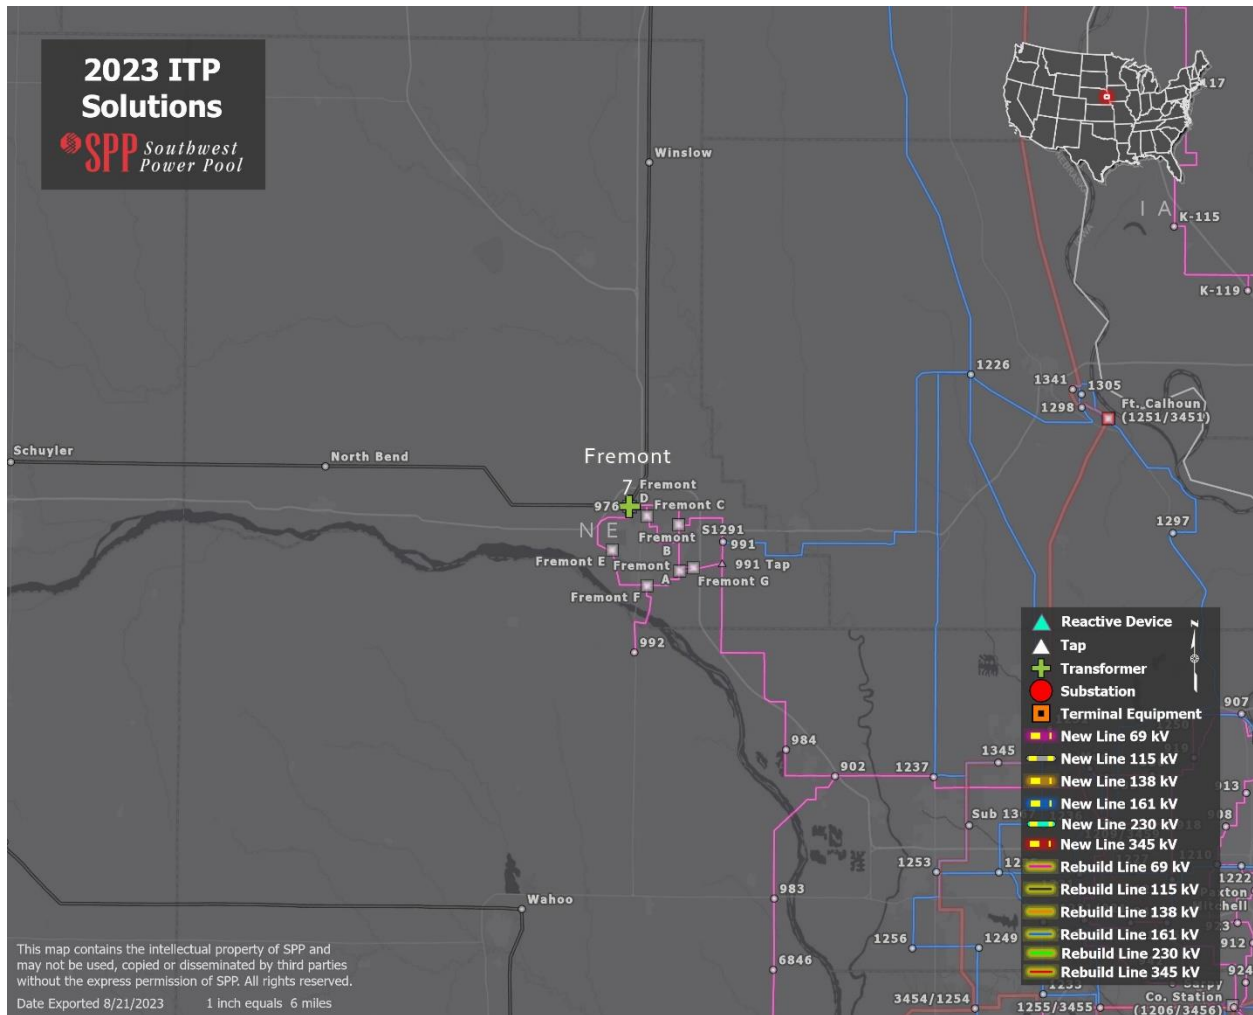 2023 ITP
Solutions
SPP Southwest
Power Pool
117
Winslow
NEBRASKA
I A
K-115
K-119
1226
1341
1305
1298
Ft. Calhoun
(1251/3451)
Schuyler
North Bend
Fremont
7
Fremont
D
976
Fremont C
N E
Fremont
B
S1291
991
1297
Fremont E
Fremont
A
991 Tap
Fremont G
Fremont F
992
Reactive Device
Tap
Transformer
Substation
Terminal Equipment
New Line 69 kV
New Line 115 kV
New Line 138 kV
New Line 161 kV
New Line 230 kV
New Line 345 kV
Rebuild Line 69 kV
Rebuild Line 115 kV
Rebuild Line 138 kV
Rebuild Line 161 kV
Rebuild Line 230 kV
Rebuild Line 345 kV
907
984
902
1237
1345
919
913
908
918
1210
1253
1222
983
Wahoo
Mitchell
923
1256
1249
912
6846
924
3454/1254
1255/3455
Co. Station
(1206/3456)
This map contains the intellectual property of SPP and
may not be used, copied or disseminated by third parties
without the express permission of SPP. All rights reserved.
Date Exported 8/21/2023 1 inch equals 6 miles